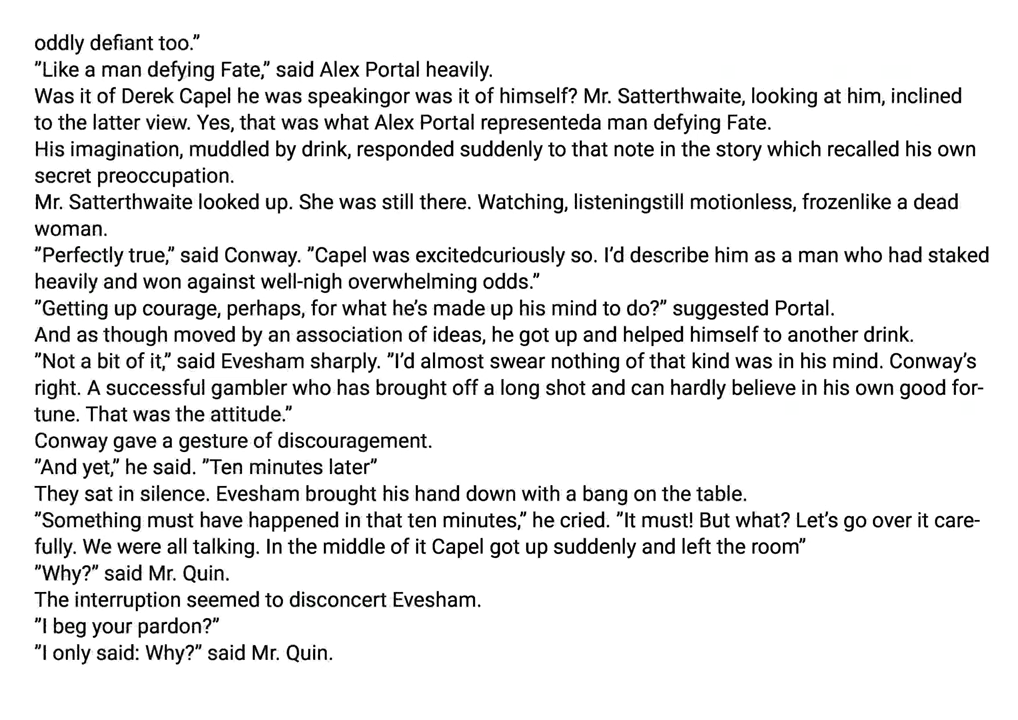 oddly defiant too.”
”Like a man defying Fate,” said Alex Portal heavily.
Was it of Derek Capel he was speakingor was it of himself? Mr. Satterthwaite, looking at him, inclined
to the latter view. Yes, that was what Alex Portal representeda man defying Fate.
His imagination, muddled by drink, responded suddenly to that note in the story which recalled his own
secret preoccupation.
Mr. Satterthwaite looked up. She was still there. Watching, listeningstill motionless, frozenlike a dead
woman.
”Perfectly true,” said Conway. ”Capel was excitedcuriously so. I’d describe him as a man who had staked
heavily and won against well-nigh overwhelming odds.”
”Getting up courage, perhaps, for what he’s made up his mind to do?” suggested Portal.
And as though moved by an association of ideas, he got up and helped himself to another drink.
”Not a bit of it,” said Evesham sharply. ”I’d almost swear nothing of that kind was in his mind. Conway’s
right. A successful gambler who has brought off a long shot and can hardly believe in his own good for-
tune. That was the attitude.”
Conway gave a gesture of discouragement.
”And yet,” he said. ”Ten minutes later”
They sat in silence. Evesham brought his hand down with a bang on the table.
”Something must have happened in that ten minutes,” he cried. ”It must! But what? Let’s go over it care-
fully. We were all talking. In the middle of it Capel got up suddenly and left the room”
”Why?” said Mr. Quin.
The interruption seemed to disconcert Evesham.
”I beg your pardon?”
”I only said: Why?” said Mr. Quin.